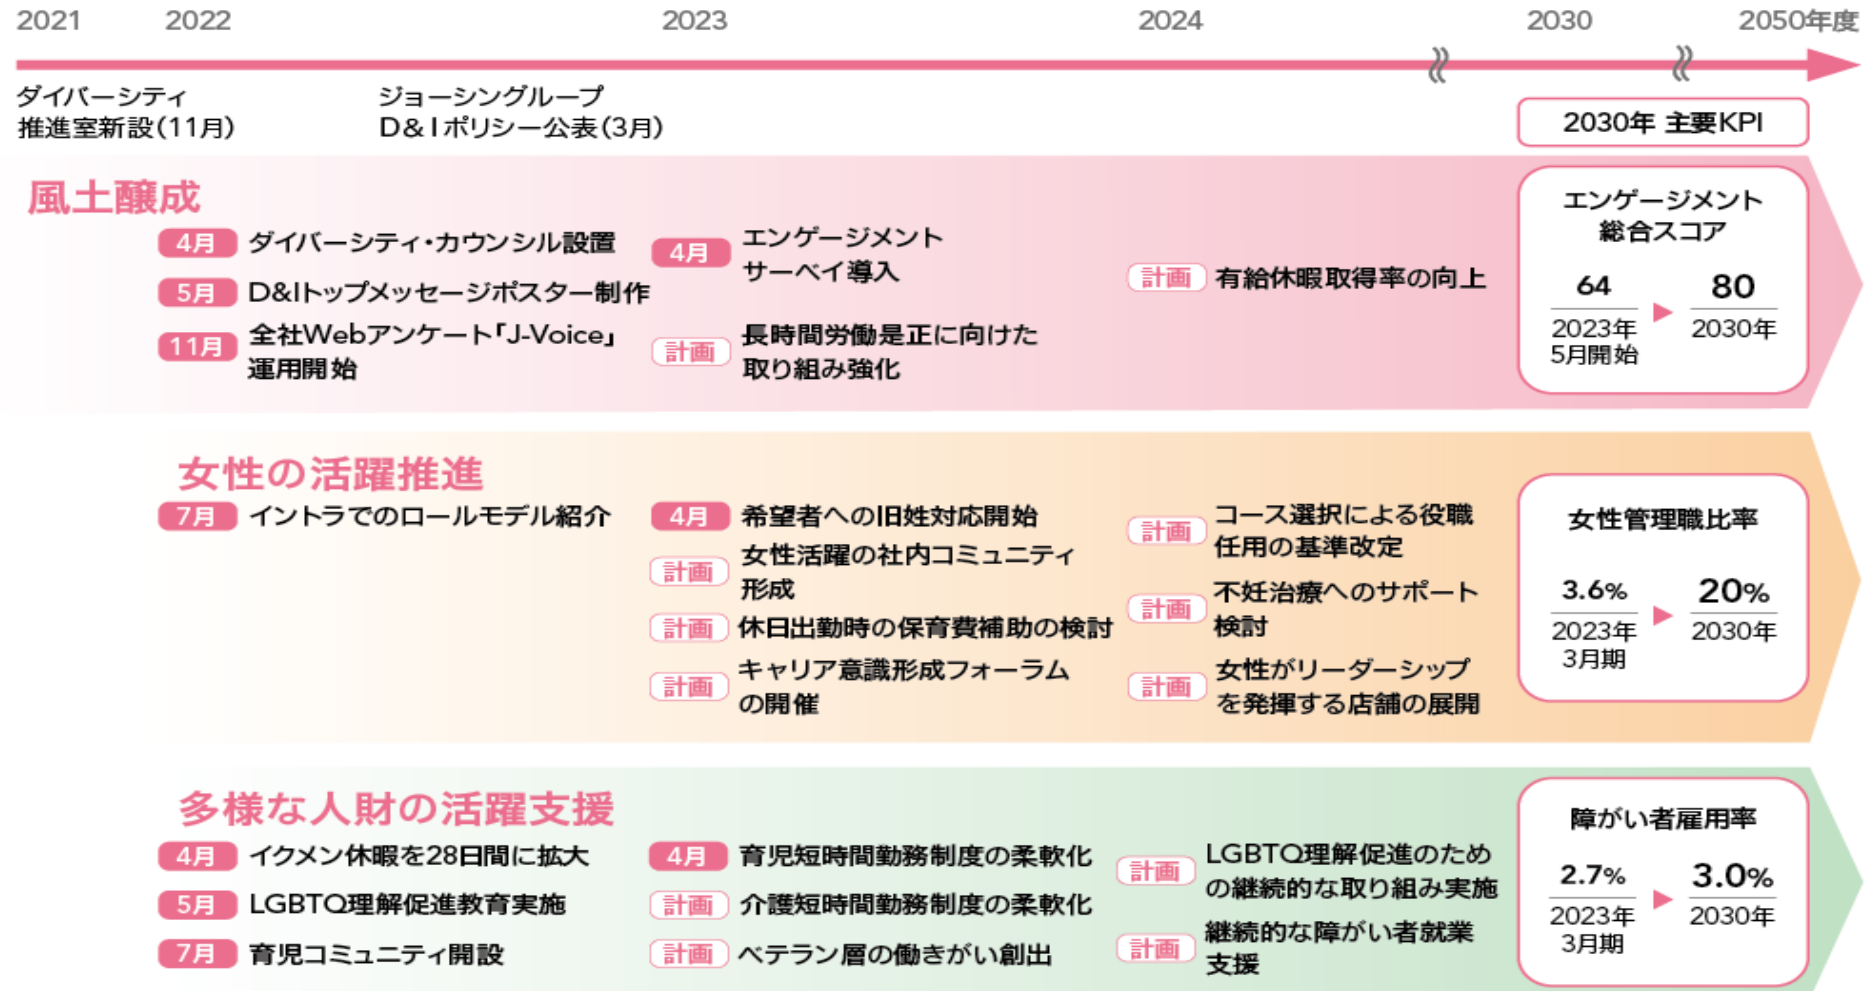 2021
2022
2023
2024
2030
2050年度
ダイバーシティ
推進室新設(11月)
ジョーシングループ
D&Iポリシー公表(3月)
2030年 主要KPI
風土醸成
4月 ダイバーシティ・カウンシル設置
5月 D&Iトップメッセージポスター制作
11月 全社Webアンケート「J-Voice」
運用開始
4月 エンゲージメント
サーベイ導入
計画 長時間労働是正に向けた
取り組み強化
計画 有給休暇取得率の向上
エンゲージメント
総合スコア
64
2023年
5月開始
80
2030年
女性の活躍推進
7月 イントラでのロールモデル紹介
4月 希望者への旧姓対応開始
計画 女性活躍の社内コミュニティ
形成
計画 休日出勤時の保育費補助の検討
計画 キャリア意識形成フォーラム
の開催
計画 コース選択による役職
任用の基準改定
計画 不妊治療へのサポート
検討
計画 女性がリーダーシップ
を発揮する店舗の展開
女性管理職比率
3.6%
2023年
3月期
20%
2030年
多様な人財の活躍支援
4月 イクメン休暇を28日間に拡大
5月 LGBTQ理解促進教育実施
7月 育児コミュニティ開設
4月 育児短時間勤務制度の柔軟化
計画 介護短時間勤務制度の柔軟化
計画 ベテラン層の働きがい創出
計画 LGBTQ理解促進のため
の継続的な取り組み実施
計画 継続的な障がい者就業
支援
障がい者雇用率
2.7%
2023年
3月期
3.0%
2030年